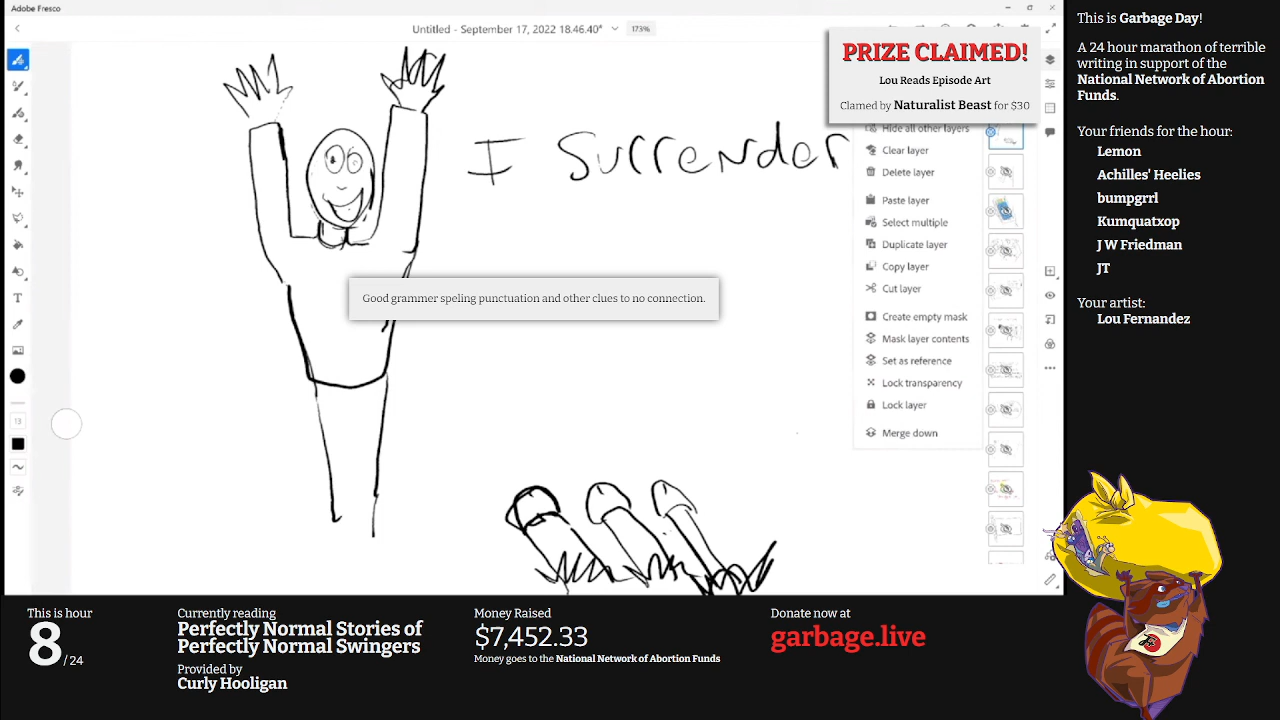 Adobe Fresco
Untitled - September 17, 2022 18.46.40*
173%
PRIZE CLAIMED!
Lou Reads Episode Art
Clamed by Naturalist Beast for $30
I Surrender
Hide all other layers
Clear layer
Delete layer
Paste layer
Select multiple
Duplicate layer
Copy layer
Cut layer
Create empty mask
Mask layer contents
Set as reference
Lock transparency
Lock layer
Merge down
Good grammer speling punctuation and other clues to no connection.
13
This is Garbage Day!
A 24 hour marathon of terrible
writing in support of the
National Network of Abortion
Funds.
Your friends for the hour:
Lemon
Achilles' Heelies
bumpgrrl
Kumquatxop
J W Friedman
JT
Your artist:
Lou Fernandez
This is hour
8/24
Currently reading
Perfectly Normal Stories of
Perfectly Normal Swingers
Provided by
Curly Hooligan
Money Raised
$7,452.33
Money goes to the National Network of Abortion Funds
Donate now at
garbage.live